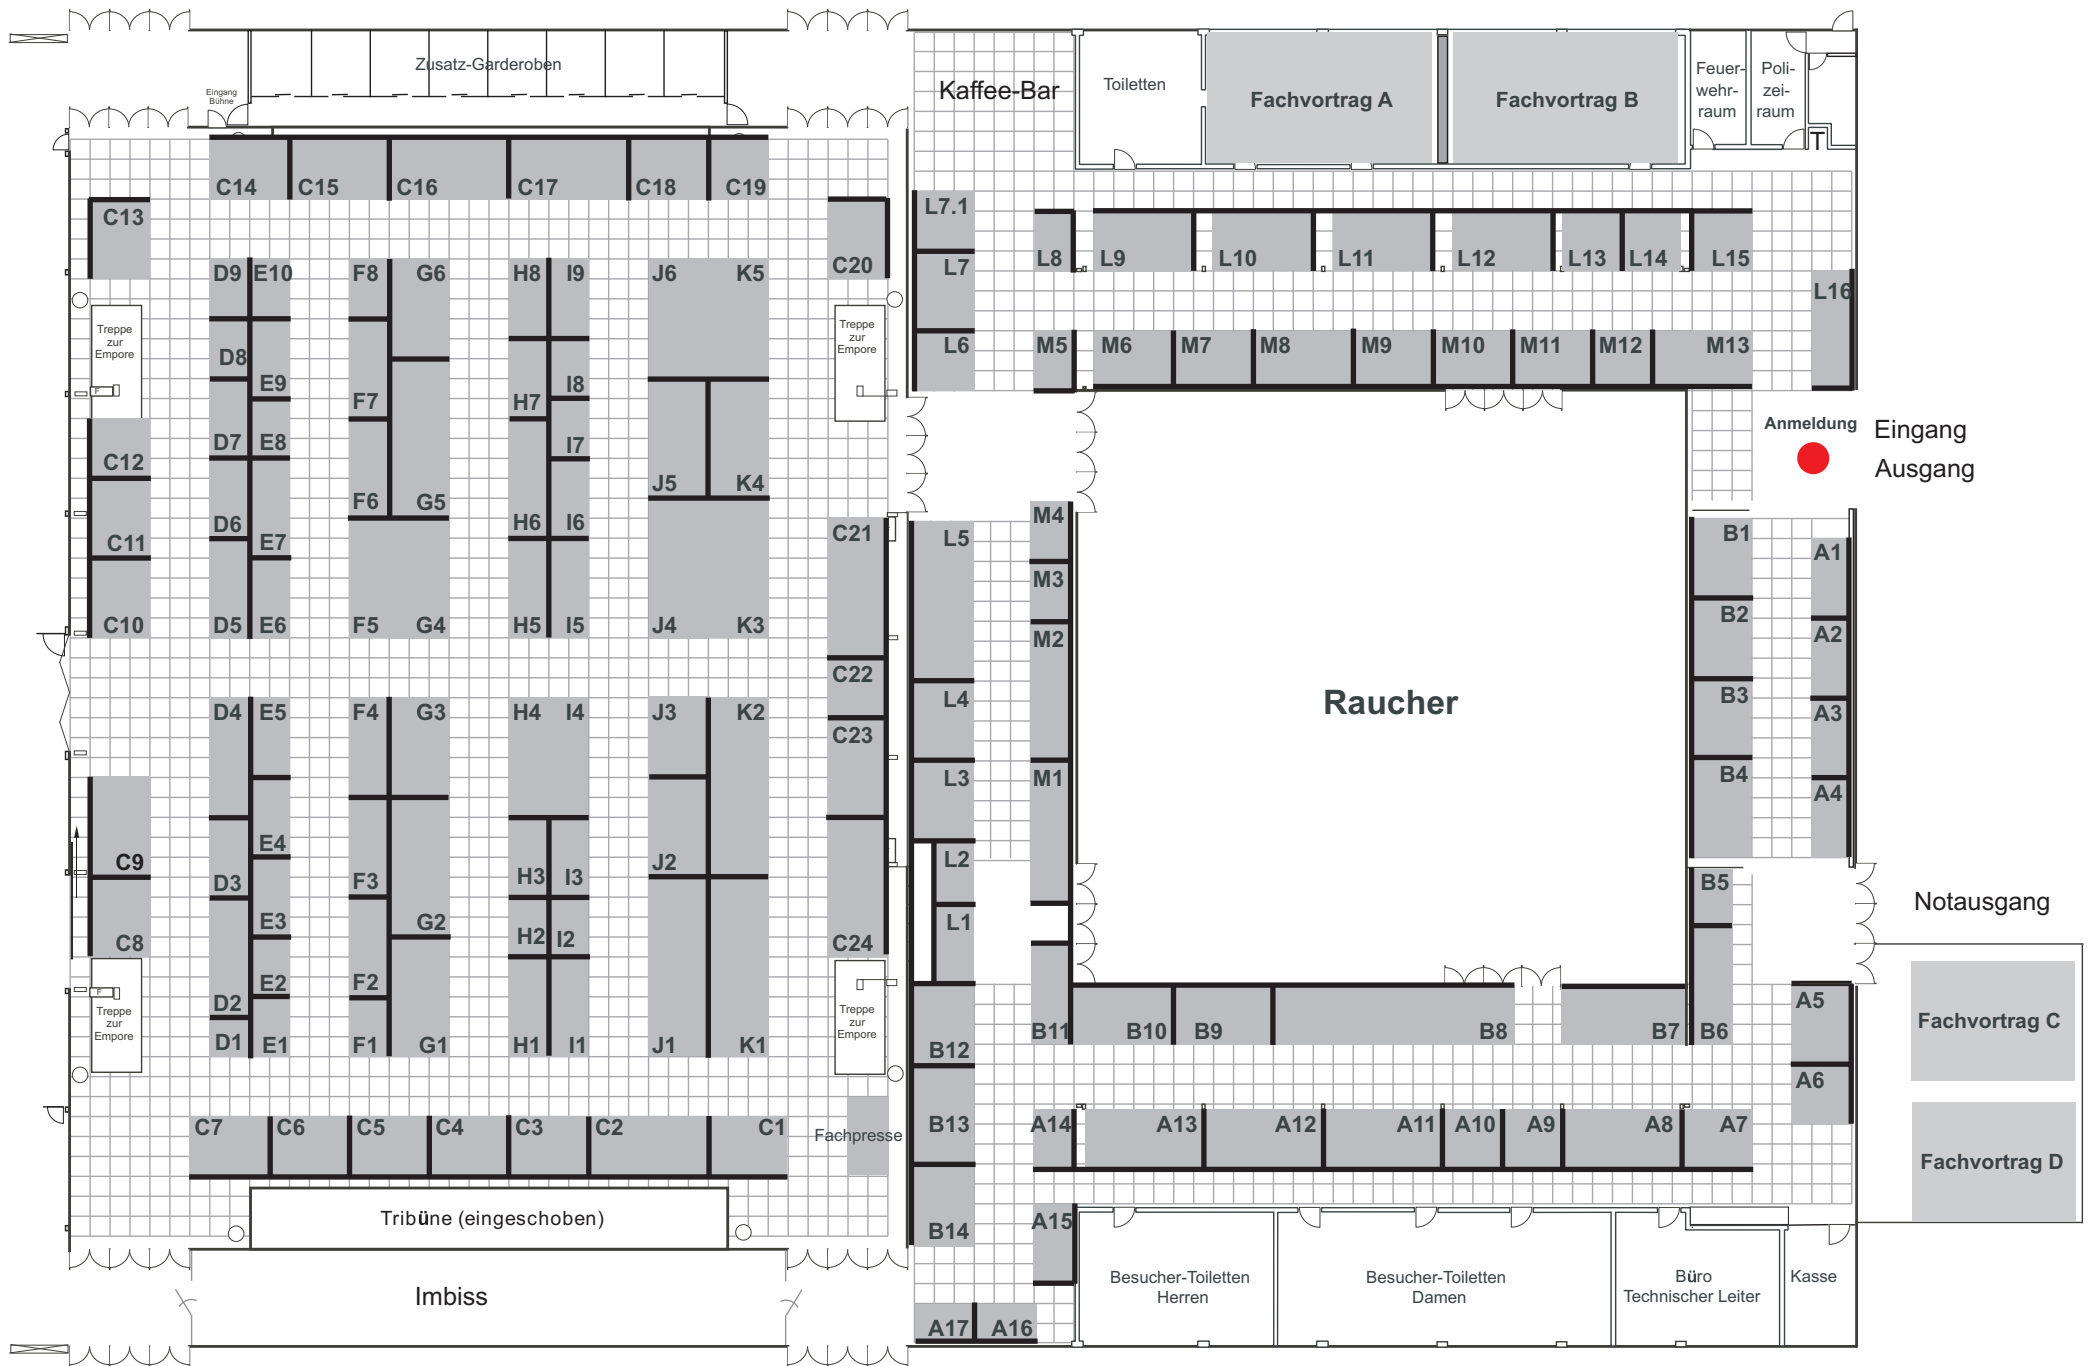 Zusatz-Garderoben
Eingang
Bühne
Kaffee-Bar
Toiletten
Fachvortrag A
Fachvortrag B
Feuer-
wehr-
raum
Poli-
zei-
raum
T
C14
C15
C16
C17
C18
C19
C13
C20
L7.1
L7
L6
L8
L9
L10
L11
L12
L13
L14
L15
L16
D9
E10
F8
G6
H8
I9
J6
K5
Treppe
zur
Empore
F
Treppe
zur
Empore
D8
E9
F7
H7
I8
M5
M6
M7
M8
M9
M10
M11
M12
M13
Anmeldung
Eingang
Ausgang
C12
D7
E8
I7
J5
K4
F6
G5
C11
D6
E7
H6
I6
C21
L5
M4
M3
B1
A1
C10
D5
E6
F5
G4
H5
I5
J4
K3
M2
B2
A2
C22
L4
B3
A3
D4
E5
F4
G3
H4
I4
J3
K2
C23
Raucher
L3
M1
B4
A4
C9
D3
E4
F3
H3
I3
J2
L2
B5
Notausgang
C8
E3
G2
H2
I2
C24
L1
D2
E2
F2
F
Treppe
zur
Empore
Treppe
zur
Empore
D1
E1
F1
G1
H1
I1
J1
K1
B12
B11
B10
B9
B8
B7
B6
A5
A6
Fachvortrag C
Fachvortrag D
C7
C6
C5
C4
C3
C2
C1
Fachpresse
B13
A14
A13
A12
A11
A10
A9
A8
A7
Tribüne (eingeschoben)
B14
A15
Imbiss
Besucher-Toiletten
Herren
Besucher-Toiletten
Damen
Büro
Technischer Leiter
Kasse
A17
A16